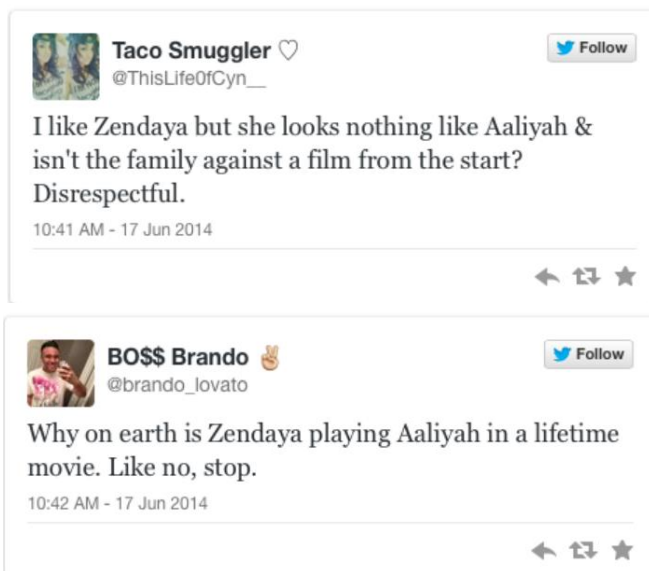 Taco Smuggler ♡
Follow
@ThisLifeOfCyn__
I like Zendaya but she looks nothing like Aaliyah &
isn't the family against a film from the start?
Disrespectful.
10:41 AM - 17 Jun 2014
BO$$ Brando ✌
Follow
@brando_lovato
Why on earth is Zendaya playing Aaliyah in a lifetime
movie. Like no, stop.
10:42 AM - 17 Jun 2014